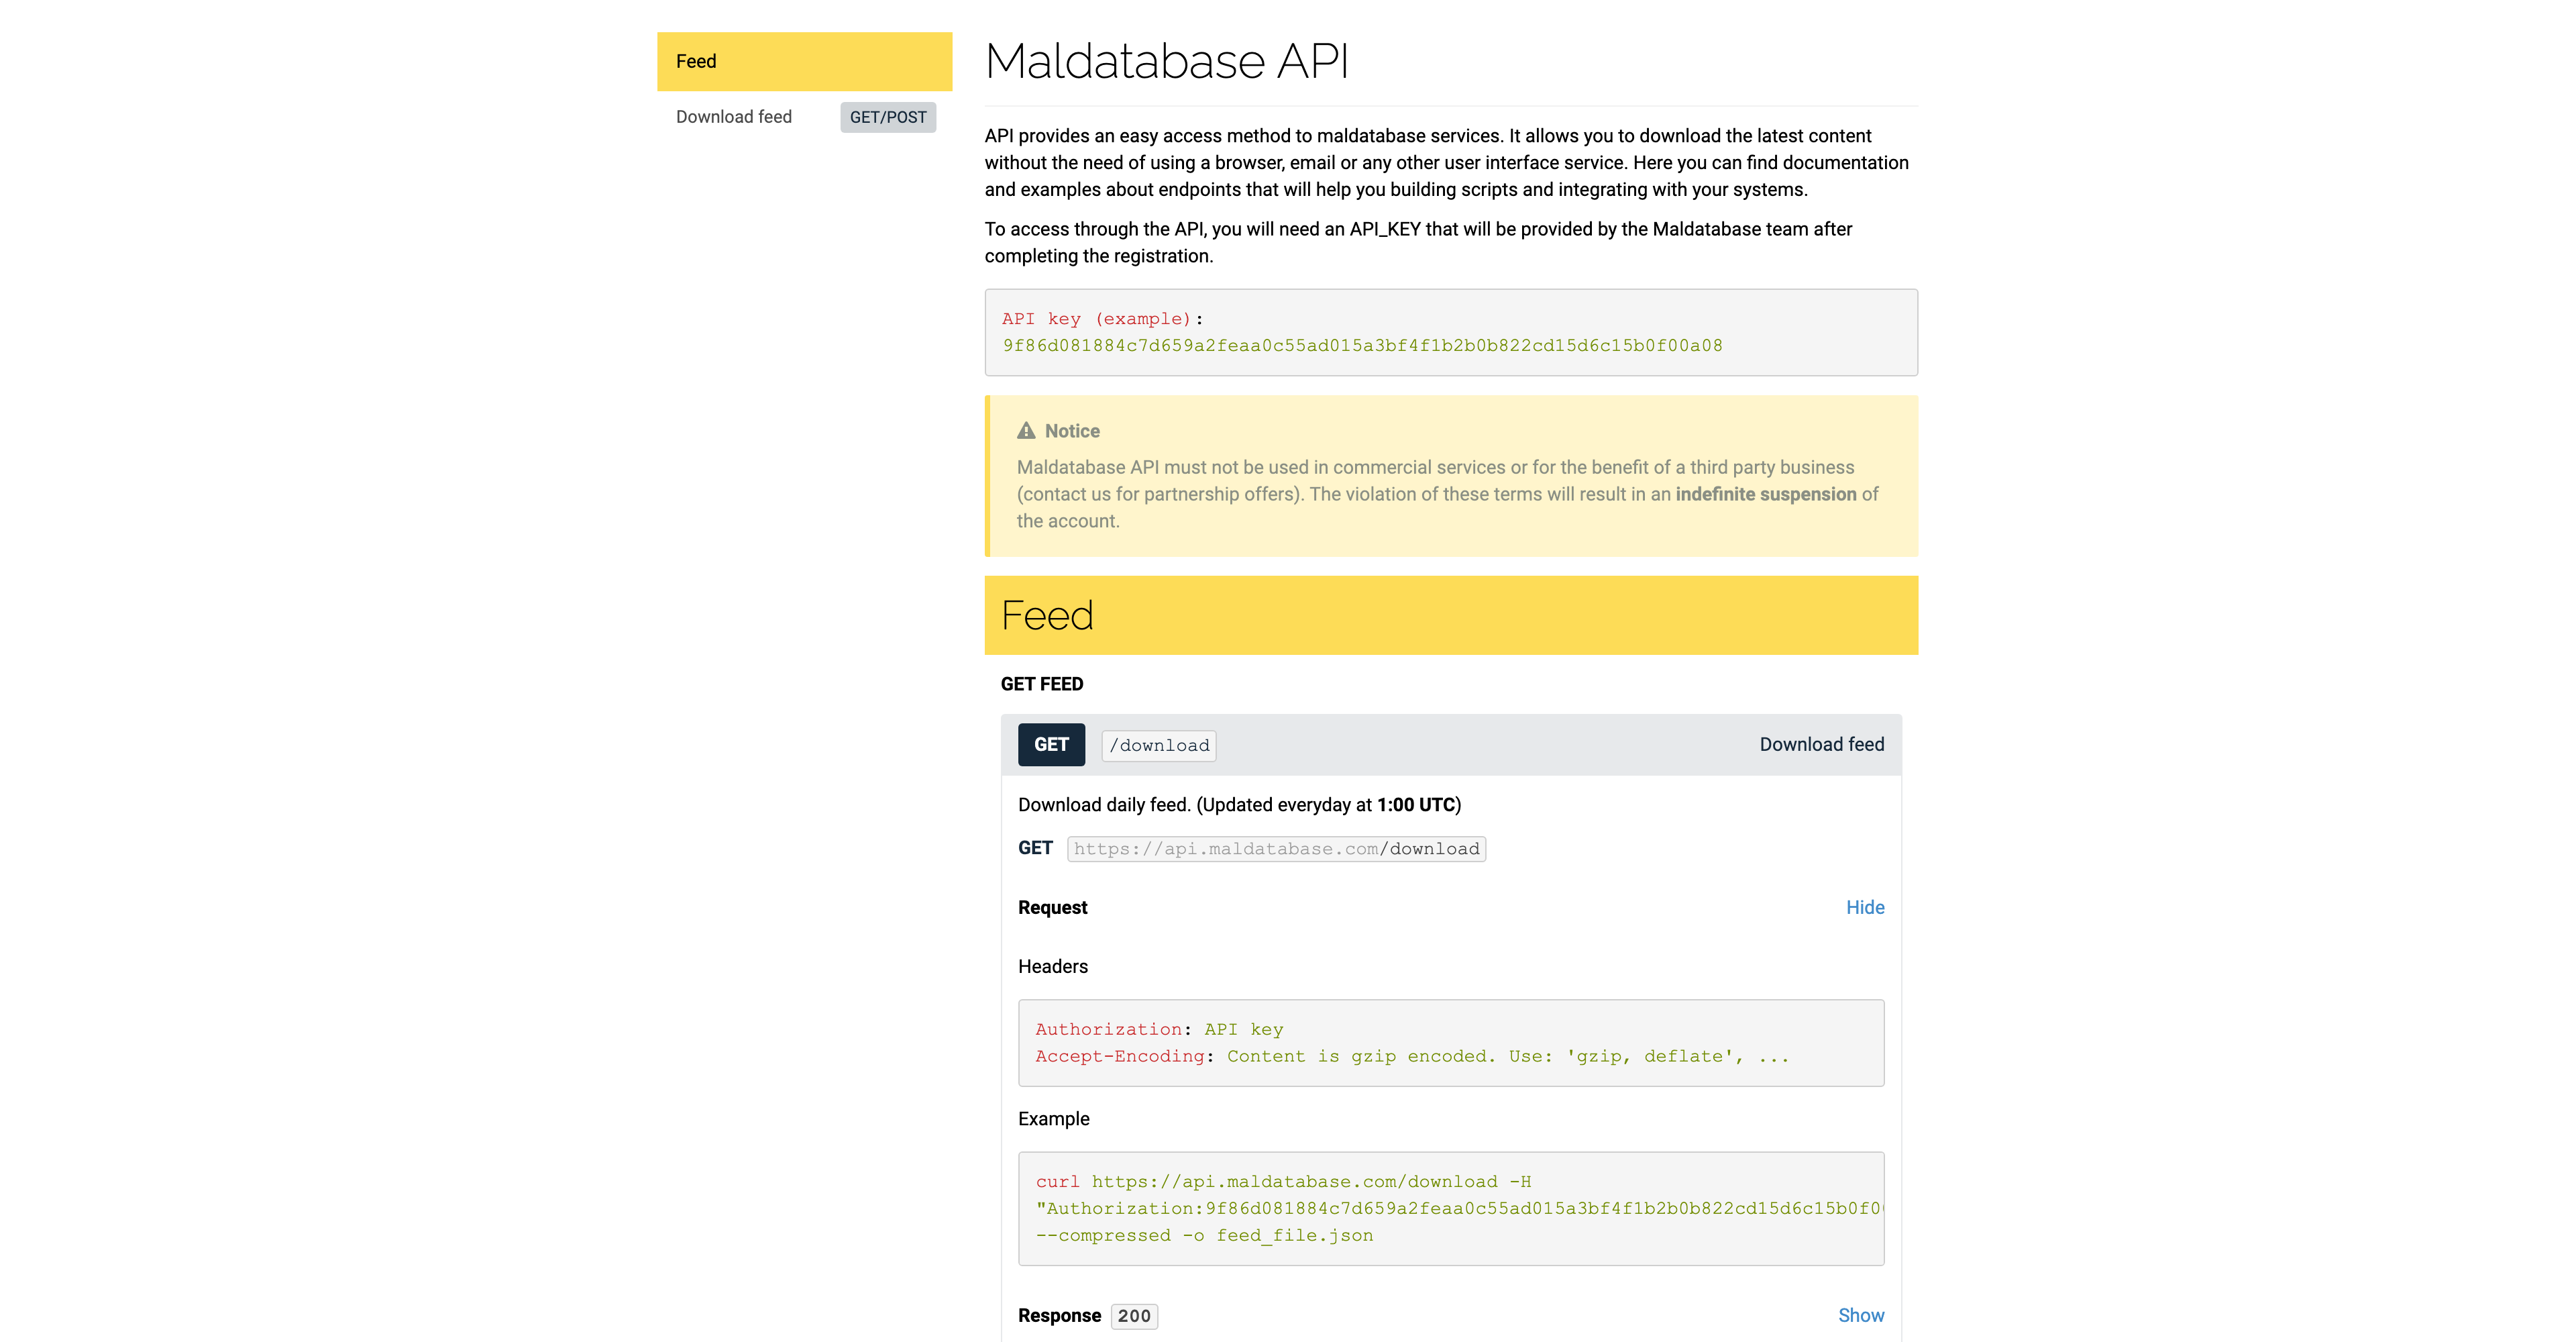 Feed
Download feed GET/POST
Maldatabase API
API provides an easy access method to maldatabase services. It allows you to download the latest content
without the need of using a browser, email or any other user interface service. Here you can find documentation
and examples about endpoints that will help you building scripts and integrating with your systems.
To access through the API, you will need an API_KEY that will be provided by the Maldatabase team after
completing the registration.
API key (example):
9f86d081884c7d659a2feaa0c55ad015a3bf4f1b2b0b822cd15d6c15b0f00a08
Notice
Maldatabase API must not be used in commercial services or for the benefit of a third party business
(contact us for partnership offers). The violation of these terms will result in an indefinite suspension of
the account.
Feed
GET FEED
GET /download Download feed
Download daily feed. (Updated everyday at 1:00 UTC)
GET https://api.maldatabase.com/download
Request Hide
Headers
Authorization: API key
Accept-Encoding: Content is gzip encoded. Use: 'gzip, deflate', ...
Example
curl https://api.maldatabase.com/download -H
"Authorization:9f86d081884c7d659a2feaa0c55ad015a3bf4f1b2b0b822cd15d6c15b0f0
--compressed -o feed_file.json
Response 200 Show